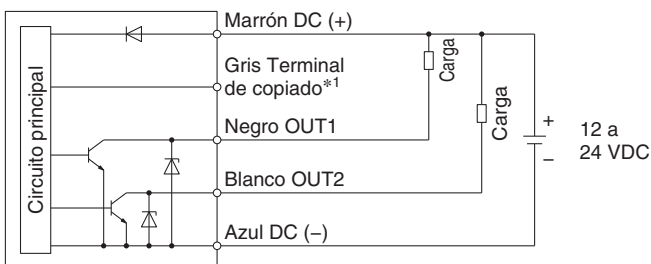 Marrón DC (+)
Gris Terminal
de copiado*1
Negro OUT1
Blanco OUT2
Azul DC (−)
Circuito principal
Carga
Carga
+
−
12 a
24 VDC